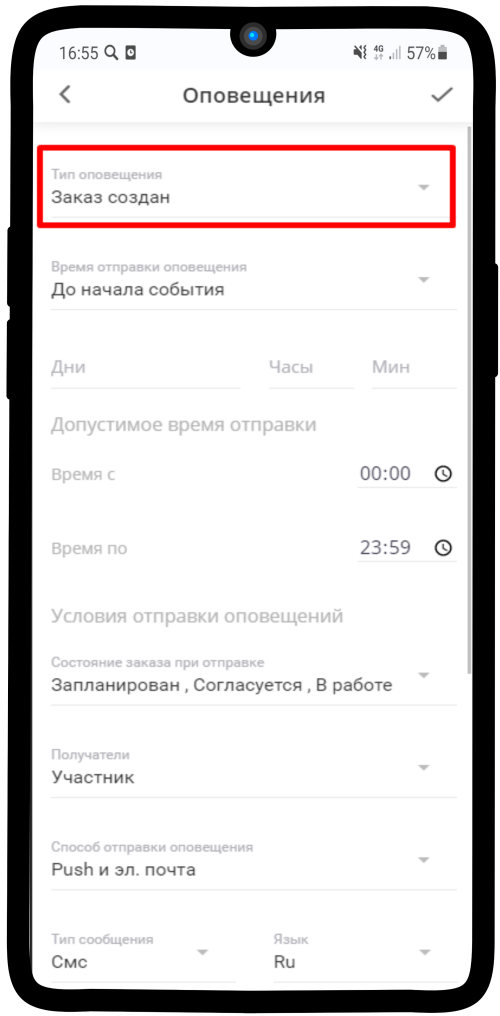 16:55 4G 57%
Оповещения
Тип оповещения
Заказ создан
Время отправки оповещения
До начала события
Дни Часы Мин
Допустимое время отправки
Время с 00:00
Время по 23:59
Условия отправки оповещений
Состояние заказа при отправке
Запланирован , Согласуется , В работе
Получатели
Участник
Способ отправки оповещения
Push и эл. почта
Тип сообщения Язык
Смс Ru